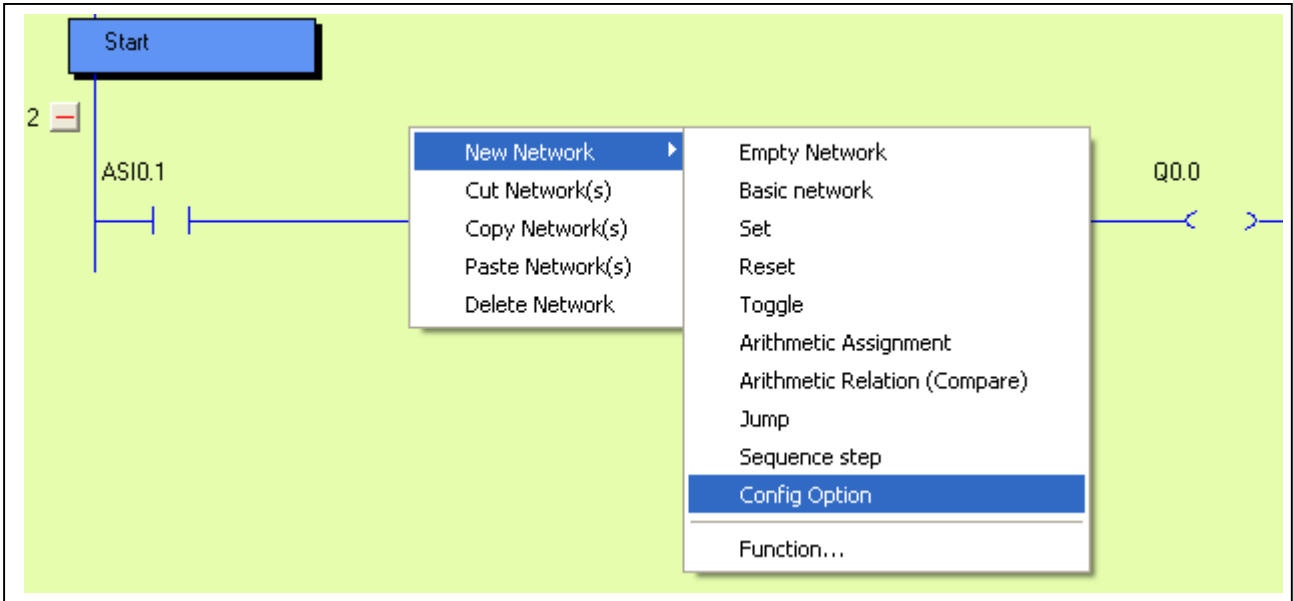 Start
2
ASI0.1
Q0.0
New Network
Cut Network(s)
Copy Network(s)
Paste Network(s)
Delete Network
Empty Network
Basic network
Set
Reset
Toggle
Arithmetic Assignment
Arithmetic Relation (Compare)
Jump
Sequence step
Config Option
Function...